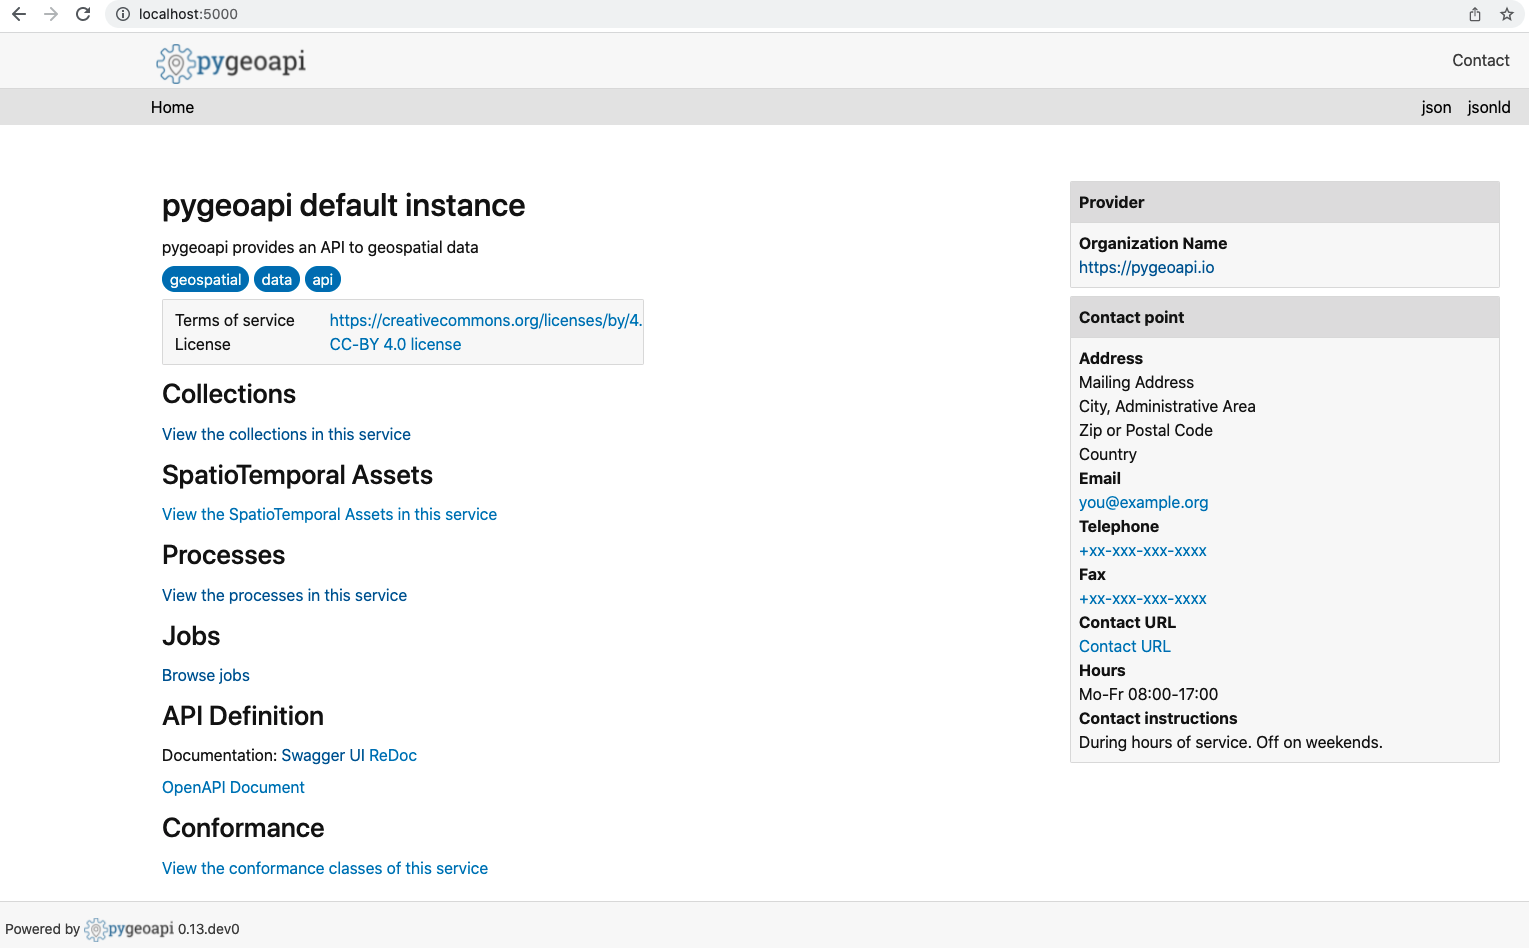 localhost:5000
pygeoapi
Contact
Home
json jsonld
pygeoapi default instance
pygeoapi provides an API to geospatial data
geospatial data api
Terms of service https://creativecommons.org/licenses/by/4.
License CC-BY 4.0 license
Collections
View the collections in this service
SpatioTemporal Assets
View the SpatioTemporal Assets in this service
Processes
View the processes in this service
Jobs
Browse jobs
API Definition
Documentation: Swagger UI ReDoc
OpenAPI Document
Conformance
View the conformance classes of this service
Provider
Organization Name
https://pygeoapi.io
Contact point
Address
Mailing Address
City, Administrative Area
Zip or Postal Code
Country
Email
you@example.org
Telephone
+xx-xxx-xxx-xxxx
Fax
+xx-xxx-xxx-xxxx
Contact URL
Contact URL
Hours
Mo-Fr 08:00-17:00
Contact instructions
During hours of service. Off on weekends.
Powered by pygeoapi 0.13.dev0